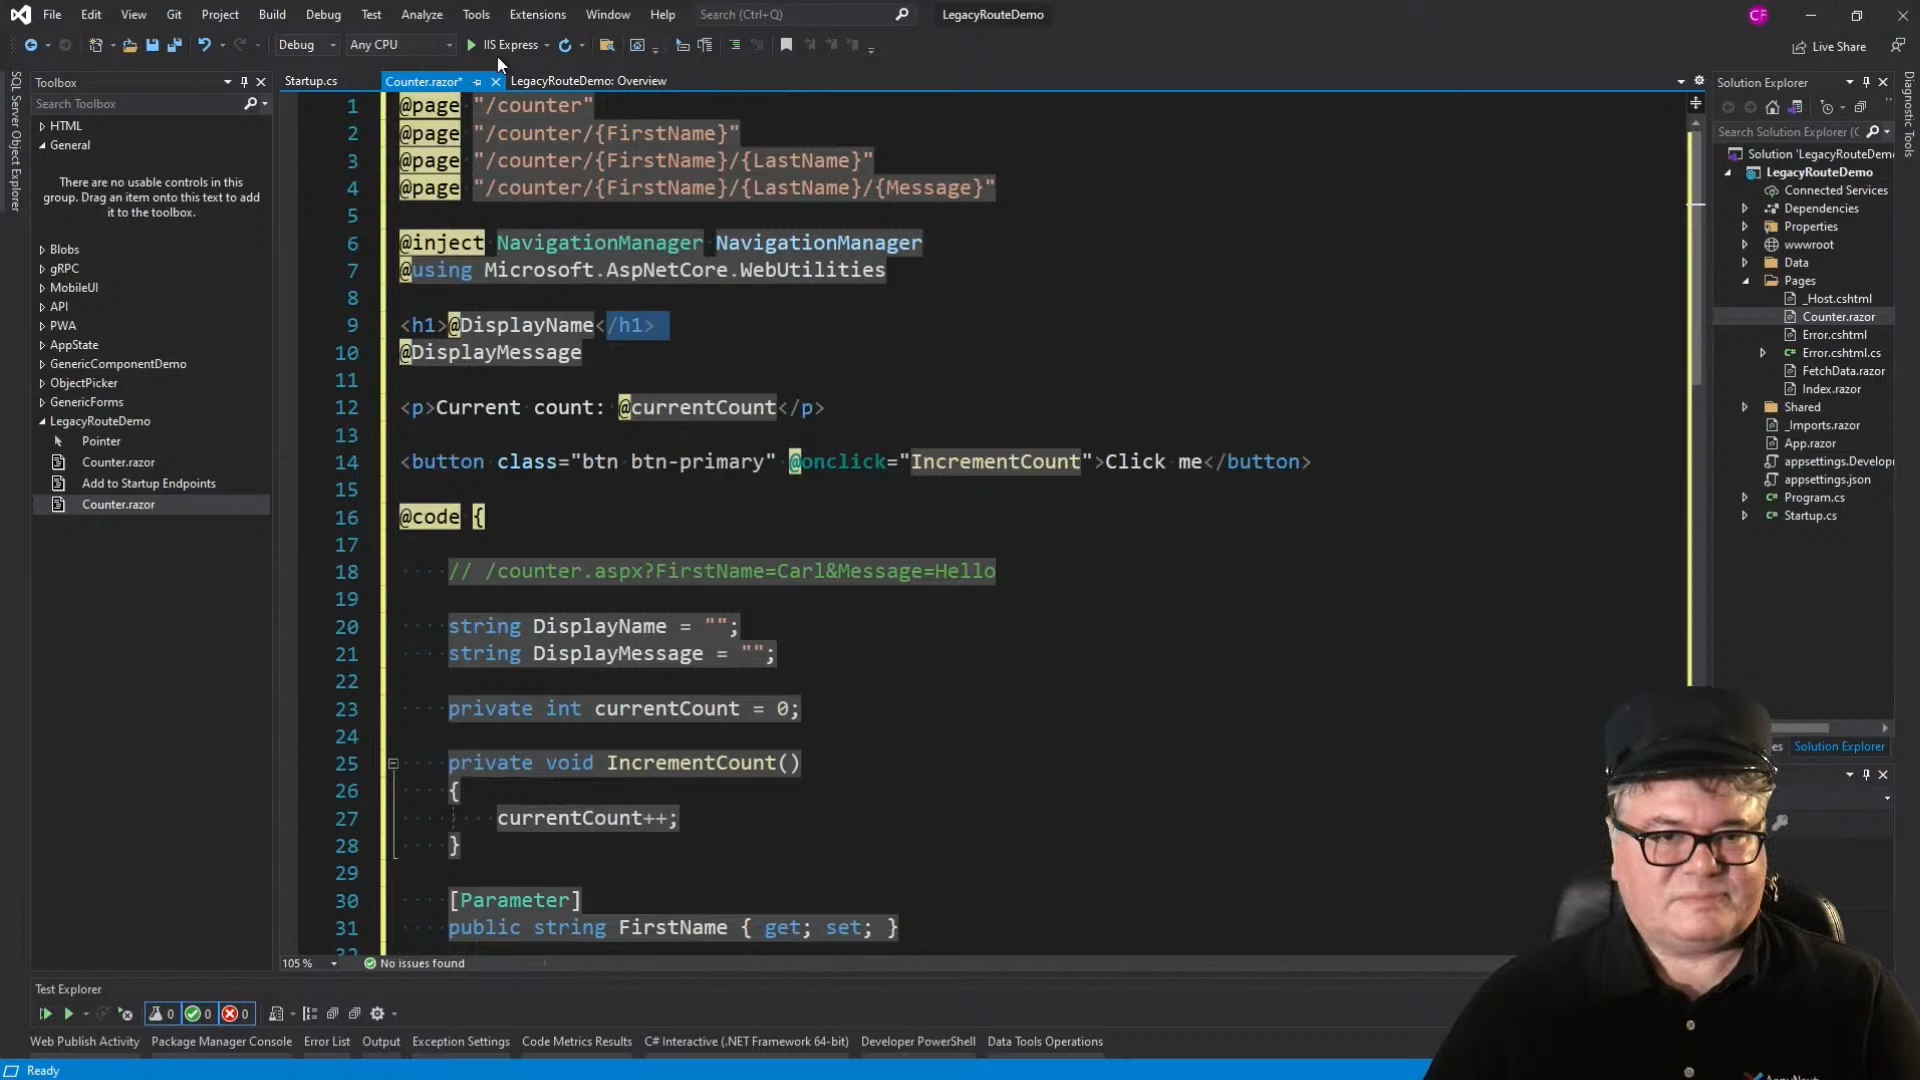 File Edit View Git Project Build Debug Test Analyze Tools Extensions Window Help Search (Ctrl+Q) LegacyRouteDemo CF
Debug Any CPU IIS Express Live Share
SQL Server Object Explorer
Toolbox
Search Toolbox
HTML
General
There are no usable controls in this
group. Drag an item onto this text to add
it to the toolbox.
Blobs
gRPC
MobileUI
API
PWA
AppState
GenericComponentDemo
ObjectPicker
GenericForms
LegacyRouteDemo
Pointer
Counter.razor
Add to Startup Endpoints
Counter.razor
Startup.cs Counter.razor* LegacyRouteDemo: Overview
1 @page "/counter"
2 @page "/counter/{FirstName}"
3 @page "/counter/{FirstName}/{LastName}"
4 @page "/counter/{FirstName}/{LastName}/{Message}"
5
6 @inject NavigationManager NavigationManager
7 @using Microsoft.AspNetCore.WebUtilities
8
9 <h1>@DisplayName</h1>
10 @DisplayMessage
11
12 <p>Current count: @currentCount</p>
13
14 <button class="btn btn-primary" @onclick="IncrementCount">Click me</button>
15
16 @code {
17
18 // /counter.aspx?FirstName=Carl&Message=Hello
19
20 string DisplayName = "";
21 string DisplayMessage = "";
22
23 private int currentCount = 0;
24
25 private void IncrementCount()
26 {
27 currentCount++;
28 }
29
30 [Parameter]
31 public string FirstName { get; set; }
105 % No issues found
Solution Explorer
Search Solution Explorer (C
Solution 'LegacyRouteDem
LegacyRouteDemo
Connected Services
Dependencies
Properties
wwwroot
Data
Pages
_Host.cshtml
Counter.razor
Error.cshtml
Error.cshtml.cs
FetchData.razor
Index.razor
Shared
_Imports.razor
App.razor
appsettings.Develop
appsettings.json
Program.cs
Startup.cs
Solution Explorer
Diagnostic Tools
Test Explorer
0 0 0
Web Publish Activity Package Manager Console Error List Output Exception Settings Code Metrics Results C# Interactive (.NET Framework 64-bit) Developer PowerShell Data Tools Operations
Ready